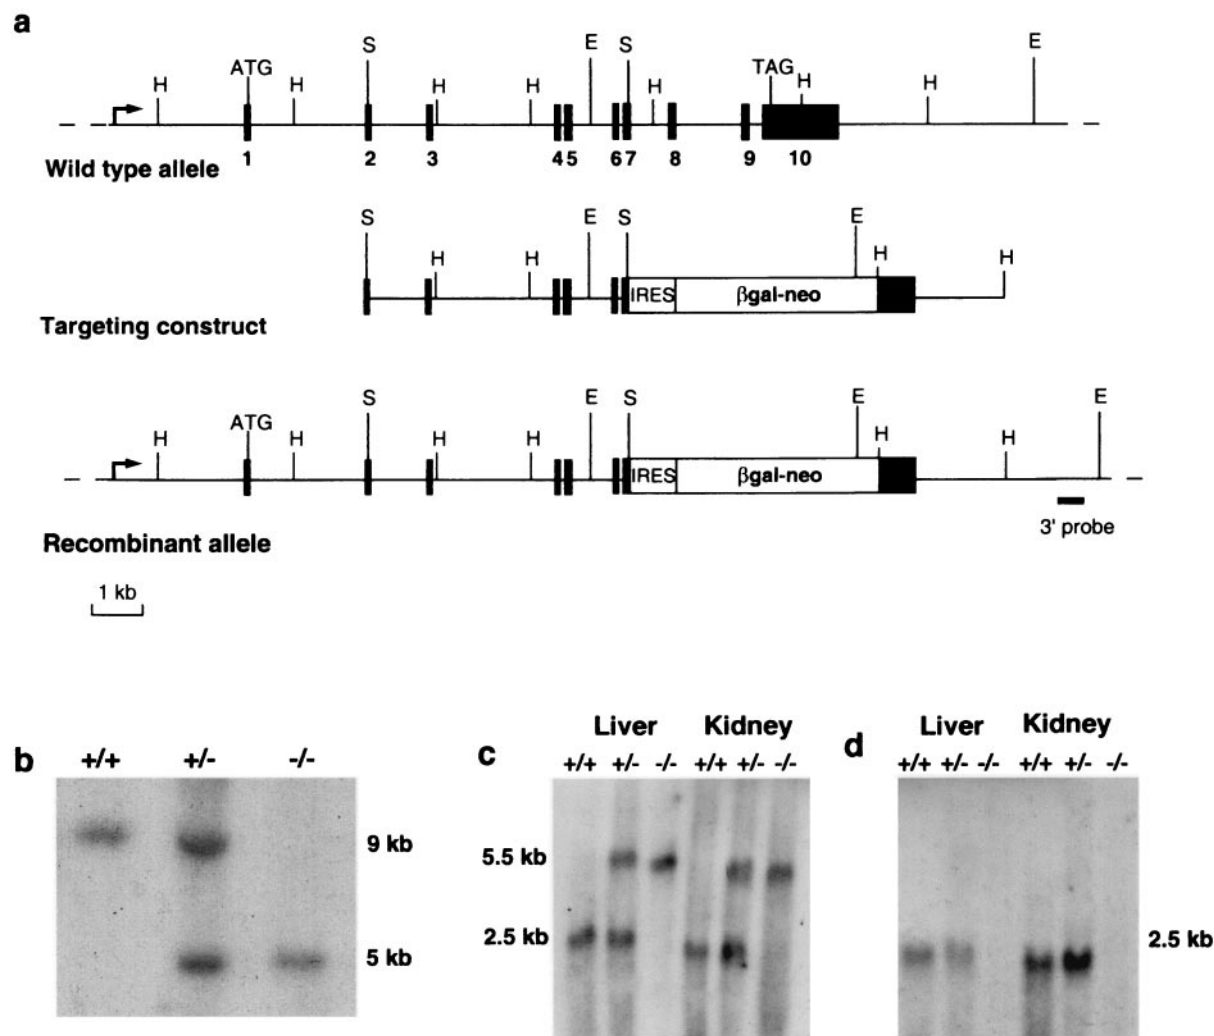 a
E
S E S
ATG TAG H
H H H H H
1 2 3 4 5 6 7 8 9 10
Wild type allele
S E S E
H H H H
IRES βgal-neo
Targeting construct
S E S E E
ATG
H H H H H H
IRES βgal-neo
3' probe
Recombinant allele
1 kb
b
+/+ +/- -/-
9 kb
5 kb
c
Liver Kidney
+/+ +/- -/- +/+ +/- -/-
5.5 kb
2.5 kb
d
Liver Kidney
+/+ +/- -/- +/+ +/- -/-
2.5 kb